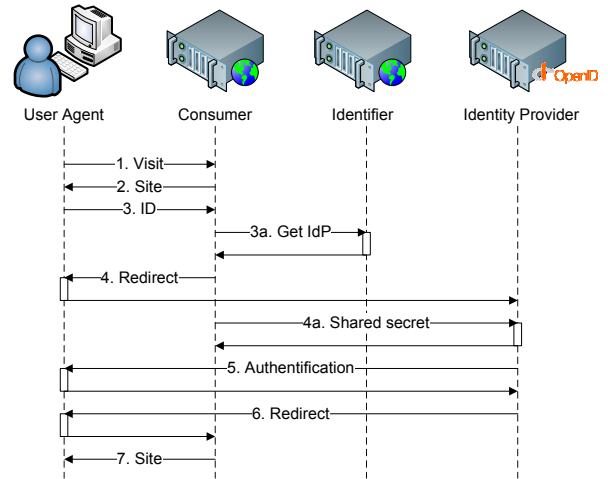 OpenID
User Agent
Consumer
Identifier
Identity Provider
1. Visit
2. Site
3. ID
3a. Get IdP
4. Redirect
4a. Shared secret
5. Authentification
6. Redirect
7. Site